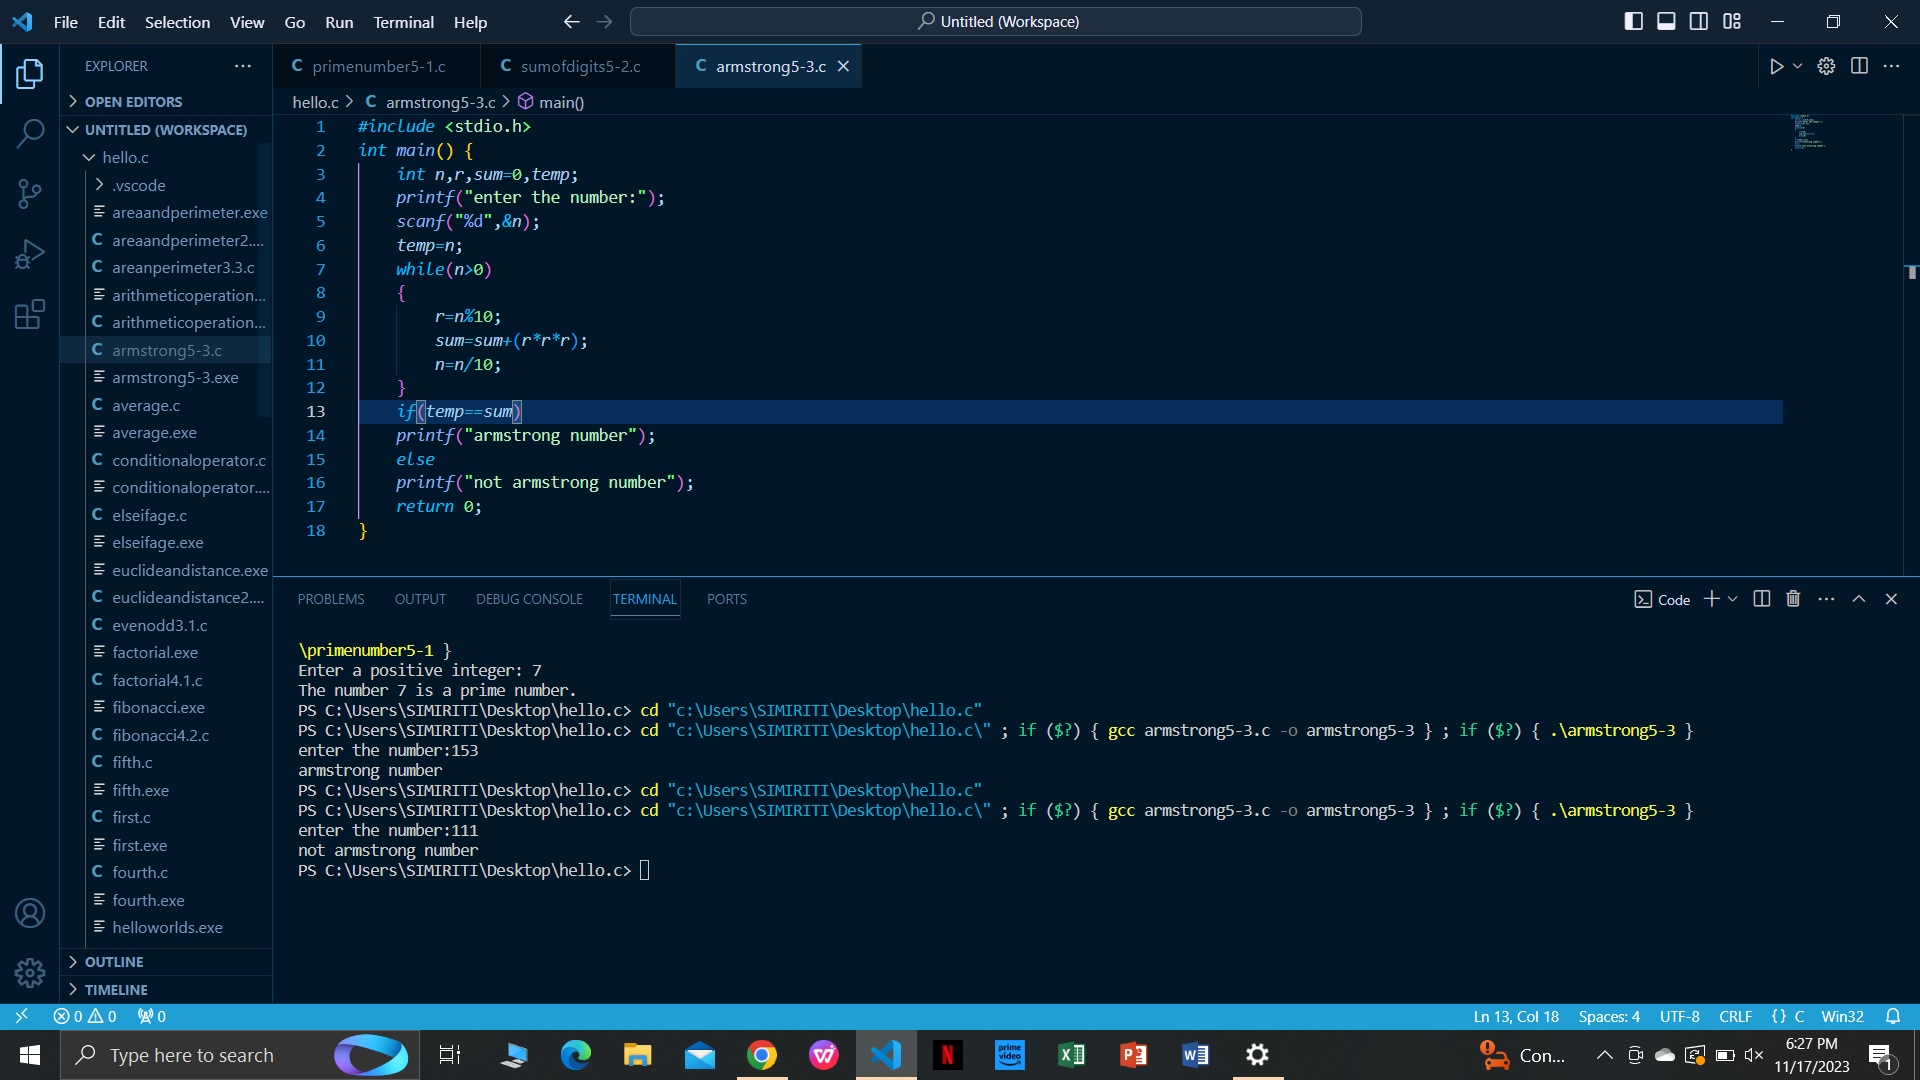 File Edit Selection View Go Run Terminal Help
Untitled (Workspace)
EXPLORER
OPEN EDITORS
UNTITLED (WORKSPACE)
hello.c
.vscode
areaandperimeter.exe
areaandperimeter2....
areanperimeter3.3.c
arithmeticoperation...
arithmeticoperation...
armstrong5-3.c
armstrong5-3.exe
average.c
average.exe
conditionaloperator.c
conditionaloperator....
elseifage.c
elseifage.exe
euclideandistance.exe
euclideandistance2....
evenodd3.1.c
factorial.exe
factorial4.1.c
fibonacci.exe
fibonacci4.2.c
fifth.c
fifth.exe
first.c
first.exe
fourth.c
fourth.exe
helloworlds.exe
OUTLINE
TIMELINE
C primenumber5-1.c C sumofdigits5-2.c C armstrong5-3.c
hello.c > C armstrong5-3.c > main()
1 #include <stdio.h>
2 int main() {
3 int n,r,sum=0,temp;
4 printf("enter the number:");
5 scanf("%d",&n);
6 temp=n;
7 while(n>0)
8 {
9 r=n%10;
10 sum=sum+(r*r*r);
11 n=n/10;
12 }
13 if(temp==sum)
14 printf("armstrong number");
15 else
16 printf("not armstrong number");
17 return 0;
18 }
PROBLEMS OUTPUT DEBUG CONSOLE TERMINAL PORTS
Code
\primenumber5-1 }
Enter a positive integer: 7
The number 7 is a prime number.
PS C:\Users\SIMIRITI\Desktop\hello.c> cd "c:\Users\SIMIRITI\Desktop\hello.c"
PS C:\Users\SIMIRITI\Desktop\hello.c> cd "c:\Users\SIMIRITI\Desktop\hello.c\" ; if ($?) { gcc armstrong5-3.c -o armstrong5-3 } ; if ($?) { .\armstrong5-3 }
enter the number:153
armstrong number
PS C:\Users\SIMIRITI\Desktop\hello.c> cd "c:\Users\SIMIRITI\Desktop\hello.c"
PS C:\Users\SIMIRITI\Desktop\hello.c> cd "c:\Users\SIMIRITI\Desktop\hello.c\" ; if ($?) { gcc armstrong5-3.c -o armstrong5-3 } ; if ($?) { .\armstrong5-3 }
enter the number:111
not armstrong number
PS C:\Users\SIMIRITI\Desktop\hello.c>
0 0 0
Ln 13, Col 18 Spaces: 4 UTF-8 CRLF {} C Win32
Type here to search
prime video
Con...
6:27 PM
11/17/2023
1